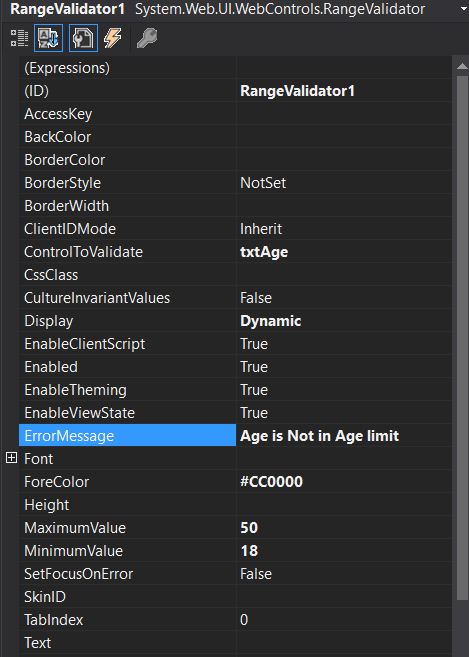 RangeValidator1 System.Web.UI.WebControls.RangeValidator
(Expressions)
(ID) RangeValidator1
AccessKey
BackColor
BorderColor
BorderStyle NotSet
BorderWidth
ClientIDMode Inherit
ControlToValidate txtAge
CssClass
CultureInvariantValues False
Display Dynamic
EnableClientScript True
Enabled True
EnableTheming True
EnableViewState True
ErrorMessage Age is Not in Age limit
Font
ForeColor #CC0000
Height
MaximumValue 50
MinimumValue 18
SetFocusOnError False
SkinID
TabIndex 0
Text